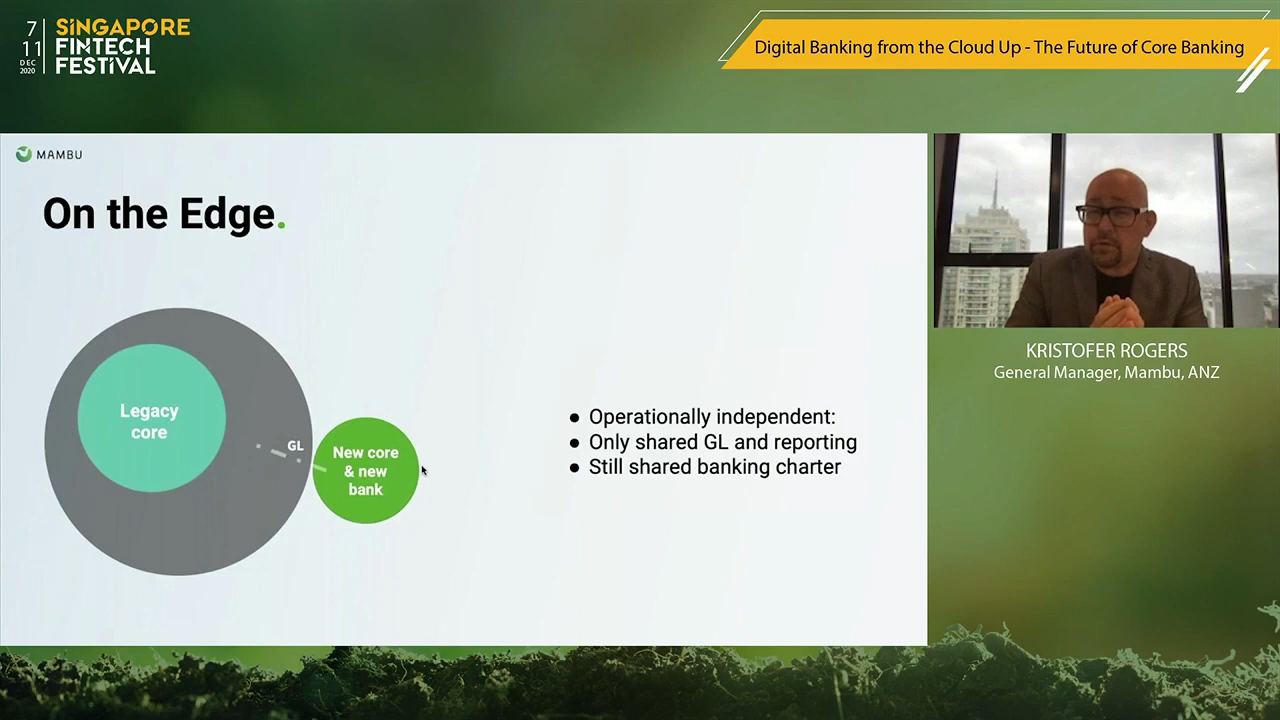 7
11
DEC
2020
SINGAPORE
FINTECH
FESTIVAL
Digital Banking from the Cloud Up - The Future of Core Banking
MAMBU
On the Edge.
Legacy
core
GL
New core
& new
bank
● Operationally independent:
● Only shared GL and reporting
● Still shared banking charter
KRISTOFER ROGERS
General Manager, Mambu, ANZ